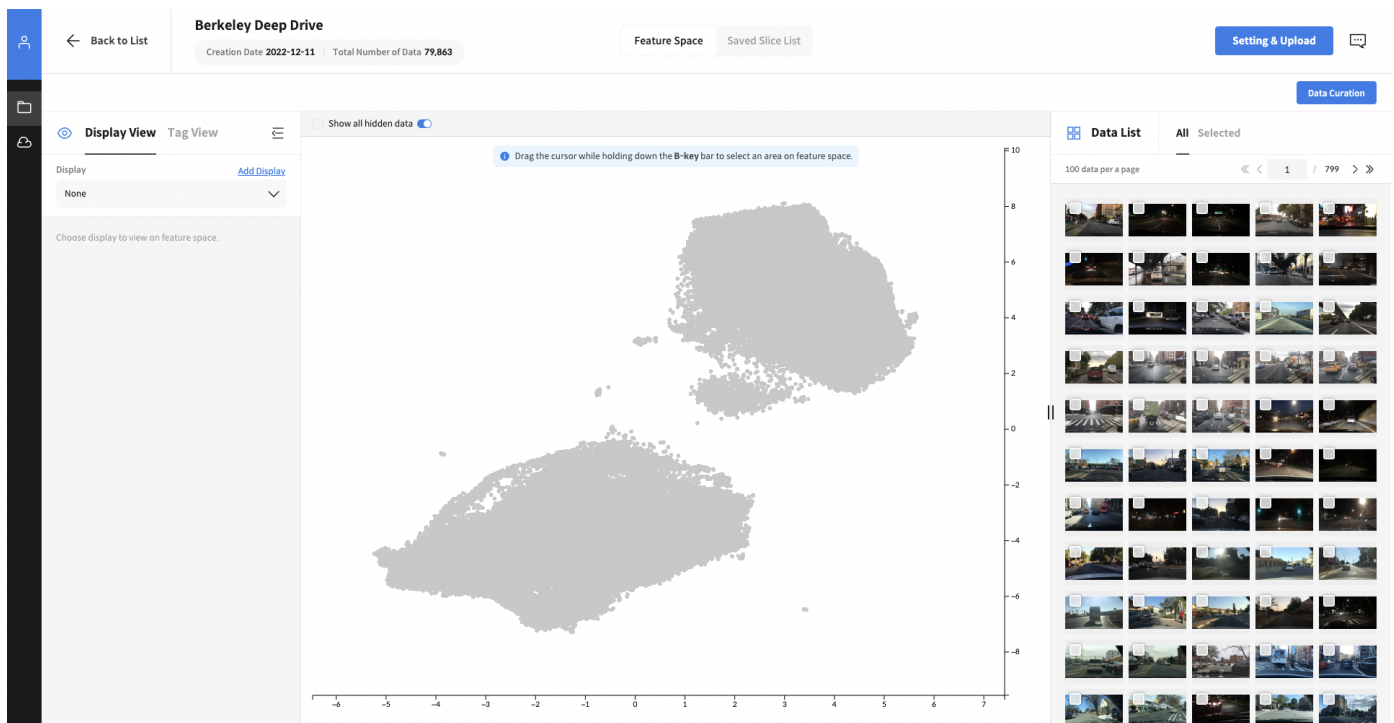 Back to List
Berkeley Deep Drive
Creation Date 2022-12-11 | Total Number of Data 79,863
Feature Space
Saved Slice List
Setting & Upload
Data Curation
Display View
Tag View
Display
Add Display
None
Choose display to view on feature space.
Show all hidden data
Drag the cursor while holding down the B-key bar to select an area on feature space.
10
8
6
4
2
0
−2
−4
−6
−8
−6 −5 −4 −3 −2 −1 0 1 2 3 4 5 6 7
Data List
All
Selected
100 data per a page
1 / 799